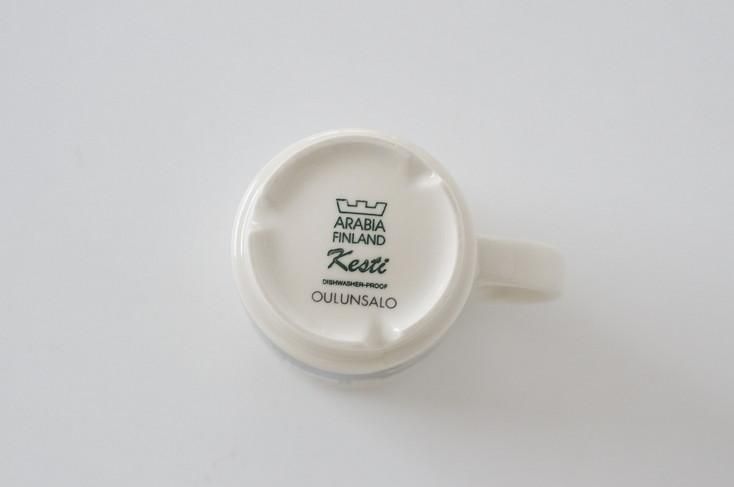 ARABIA
FINLAND
Kesti
DISHWASHER-PROOF
OULUNSALO